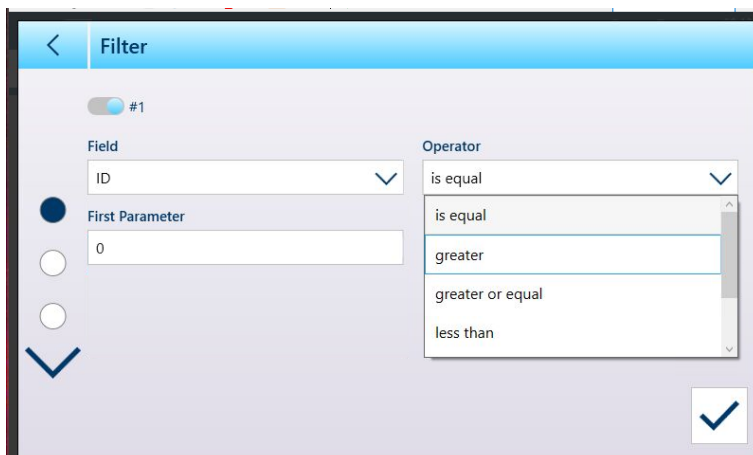 Filter
#1
Field
Operator
ID
is equal
First Parameter
0
is equal
greater
greater or equal
less than